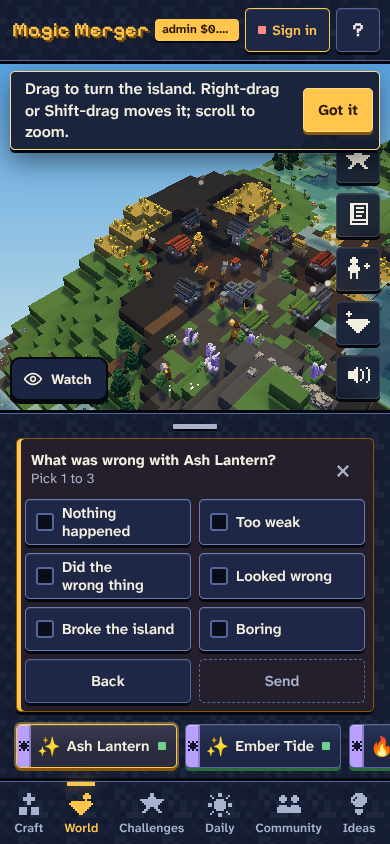 Magic Merger
admin $0....
Sign in
?
Drag to turn the island. Right-drag
or Shift-drag moves it; scroll to
zoom.
Got it
Watch
What was wrong with Ash Lantern?
Pick 1 to 3
Nothing
happened
Too weak
Did the
wrong thing
Looked wrong
Broke the island
Boring
Back
Send
Ash Lantern
Ember Tide
Craft
World
Challenges
Daily
Community
Ideas